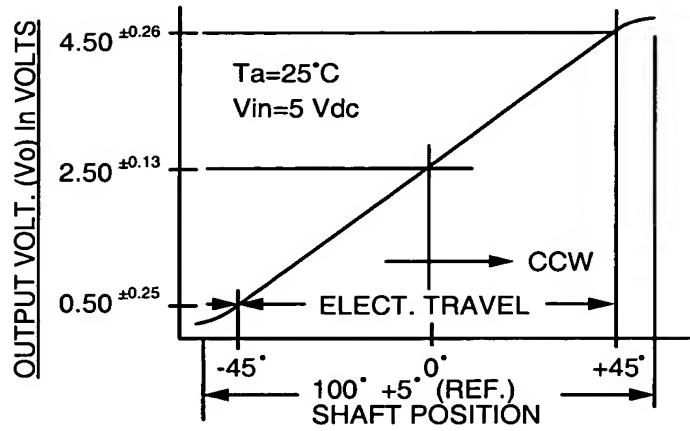 OUTPUT VOLT. (Vo) In VOLTS
4.50 ±0.26
Ta=25°C
Vin=5 Vdc
2.50 ±0.13
CCW
0.50 ±0.25
ELECT. TRAVEL
-45° 0° +45°
100° +5° (REF.)
SHAFT POSITION